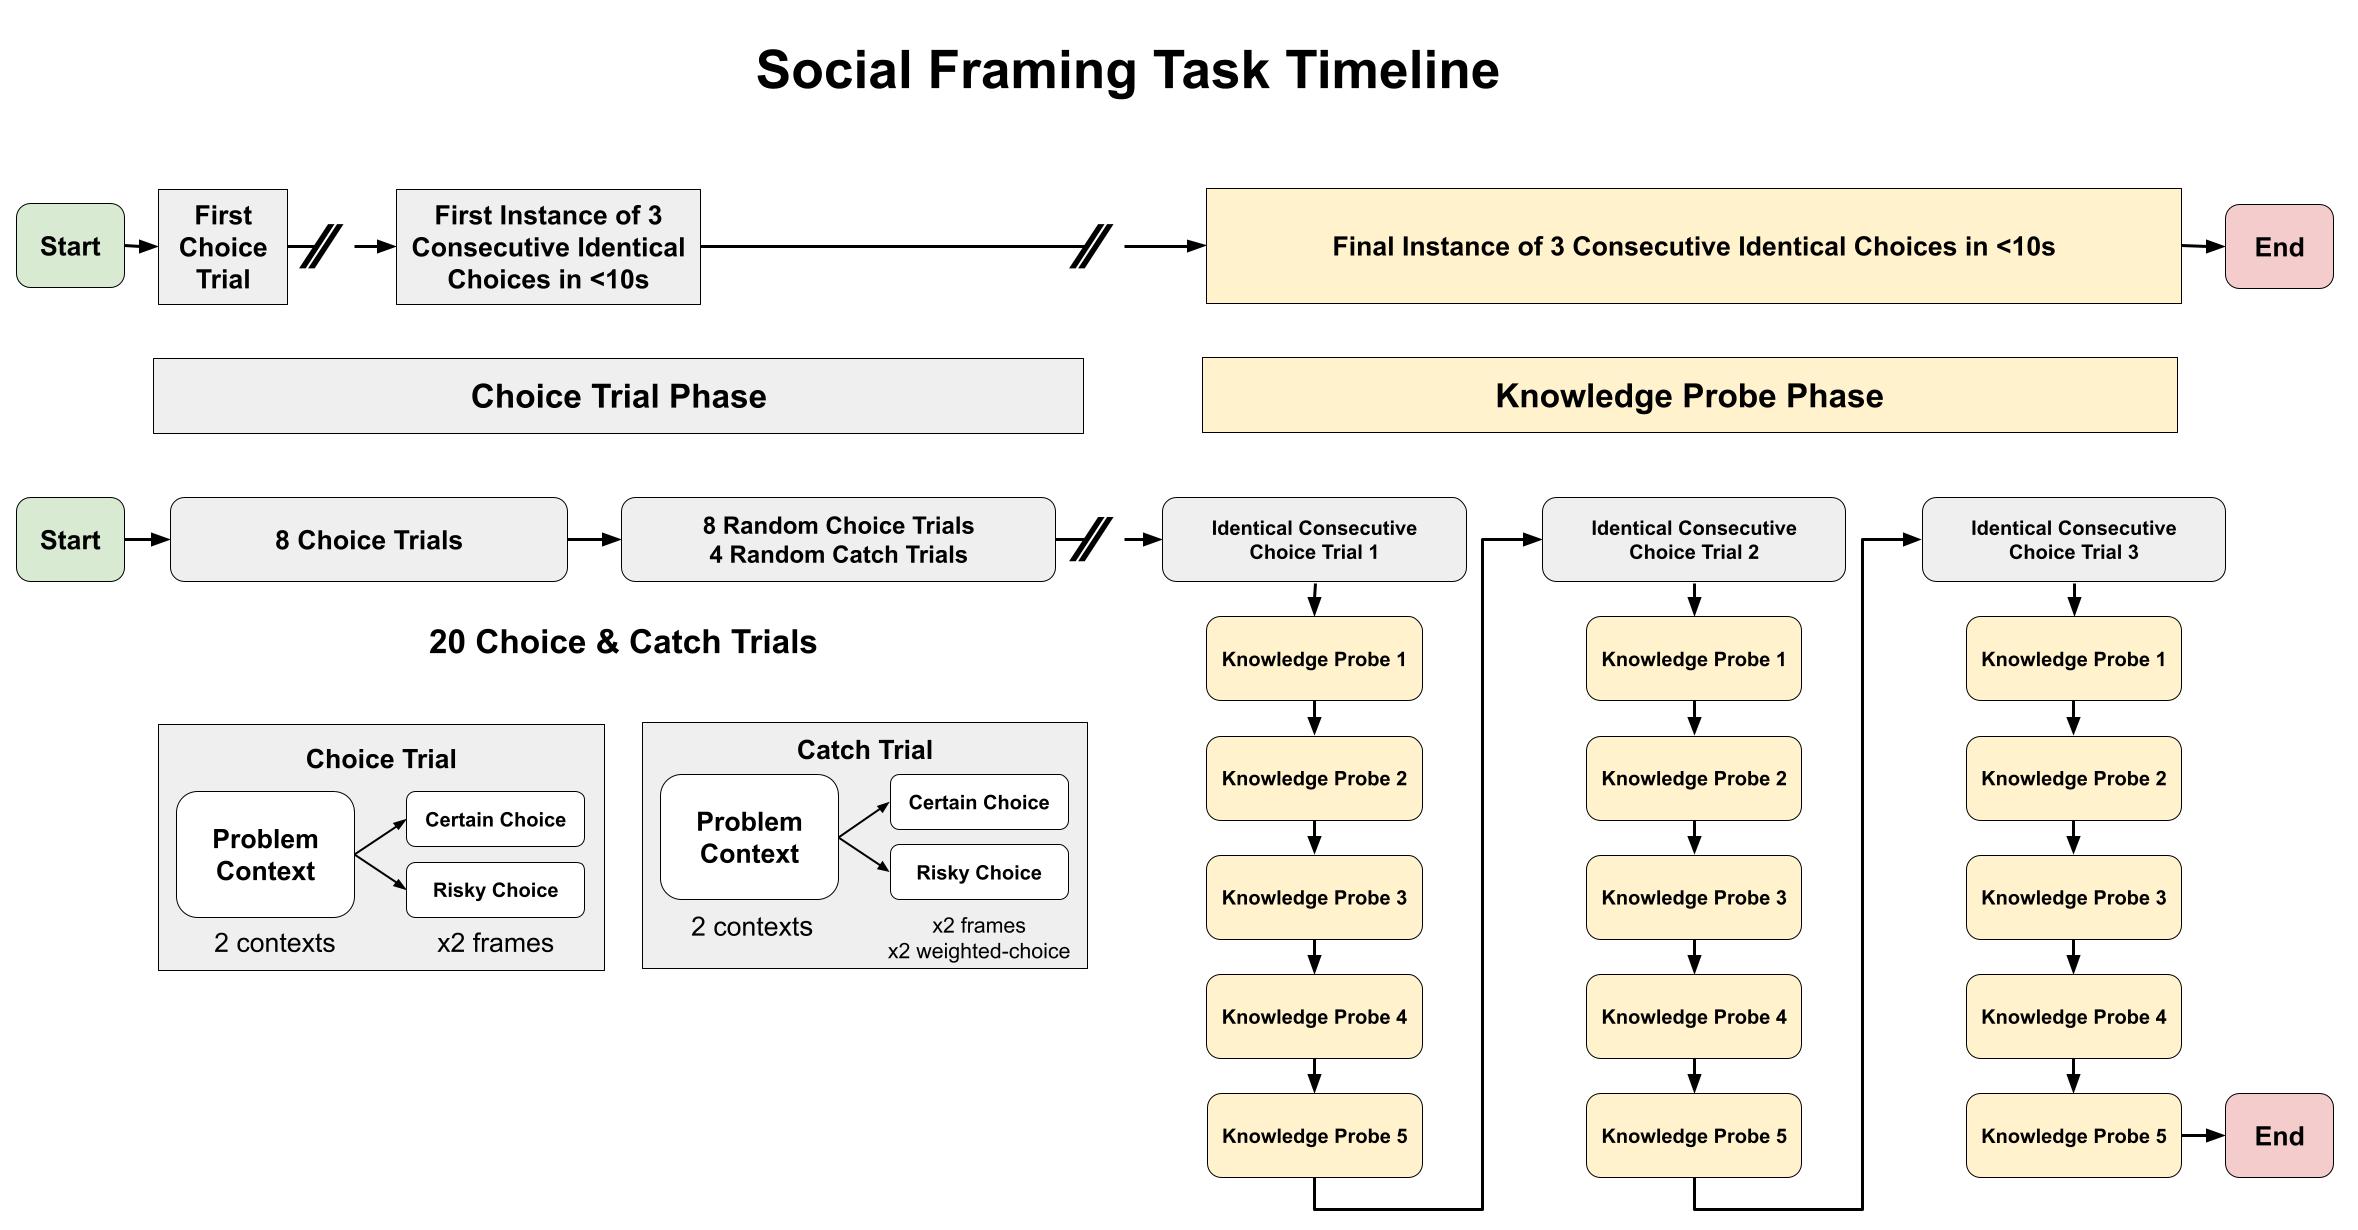 Social Framing Task Timeline
Start
First
Choice
Trial
First Instance of 3
Consecutive Identical
Choices in <10s
Final Instance of 3 Consecutive Identical Choices in <10s
End
Choice Trial Phase
Knowledge Probe Phase
Start
8 Choice Trials
8 Random Choice Trials
4 Random Catch Trials
Identical Consecutive
Choice Trial 1
Identical Consecutive
Choice Trial 2
Identical Consecutive
Choice Trial 3
20 Choice & Catch Trials
Choice Trial
Problem
Context
Certain Choice
Risky Choice
2 contexts
x2 frames
Catch Trial
Problem
Context
Certain Choice
Risky Choice
2 contexts
x2 frames
x2 weighted-choice
Knowledge Probe 1
Knowledge Probe 2
Knowledge Probe 3
Knowledge Probe 4
Knowledge Probe 5
Knowledge Probe 1
Knowledge Probe 2
Knowledge Probe 3
Knowledge Probe 4
Knowledge Probe 5
Knowledge Probe 1
Knowledge Probe 2
Knowledge Probe 3
Knowledge Probe 4
Knowledge Probe 5
End